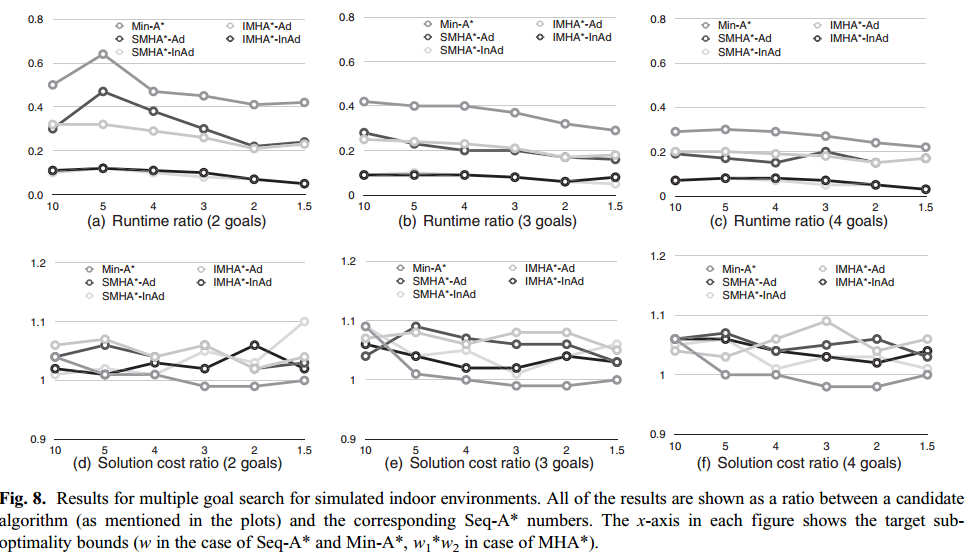 0.8
Min-A*
IMHA*-Ad
SMHA*-Ad
IMHA*-InAd
SMHA*-InAd
0.6
0.4
0.2
0.0
10 5 4 3 2 1.5
(a) Runtime ratio (2 goals)
0.8
Min-A*
IMHA*-Ad
SMHA*-Ad
IMHA*-InAd
SMHA*-InAd
0.6
0.4
0.2
0
10 5 4 3 2 1.5
(b) Runtime ratio (3 goals)
0.8
Min-A*
IMHA*-Ad
SMHA*-Ad
IMHA*-InAd
SMHA*-InAd
0.6
0.4
0.2
0
10 5 4 3 2 1.5
(c) Runtime ratio (4 goals)
1.2
Min-A*
IMHA*-Ad
SMHA*-Ad
IMHA*-InAd
SMHA*-InAd
1.1
1
0.9
10 5 4 3 2 1.5
(d) Solution cost ratio (2 goals)
1.2
Min-A*
IMHA*-Ad
SMHA*-Ad
IMHA*-InAd
SMHA*-InAd
1.1
1
0.9
10 5 4 3 2 1.5
(e) Solution cost ratio (3 goals)
1.2
Min-A*
IMHA*-Ad
SMHA*-Ad
IMHA*-InAd
SMHA*-InAd
1.1
1
0.9
10 5 4 3 2 1.5
(f) Solution cost ratio (4 goals)
Fig. 8. Results for multiple goal search for simulated indoor environments. All of the results are shown as a ratio between a candidate
algorithm (as mentioned in the plots) and the corresponding Seq-A* numbers. The x-axis in each figure shows the target sub-
optimality bounds (w in the case of Seq-A* and Min-A*, w₁*w₂ in case of MHA*).